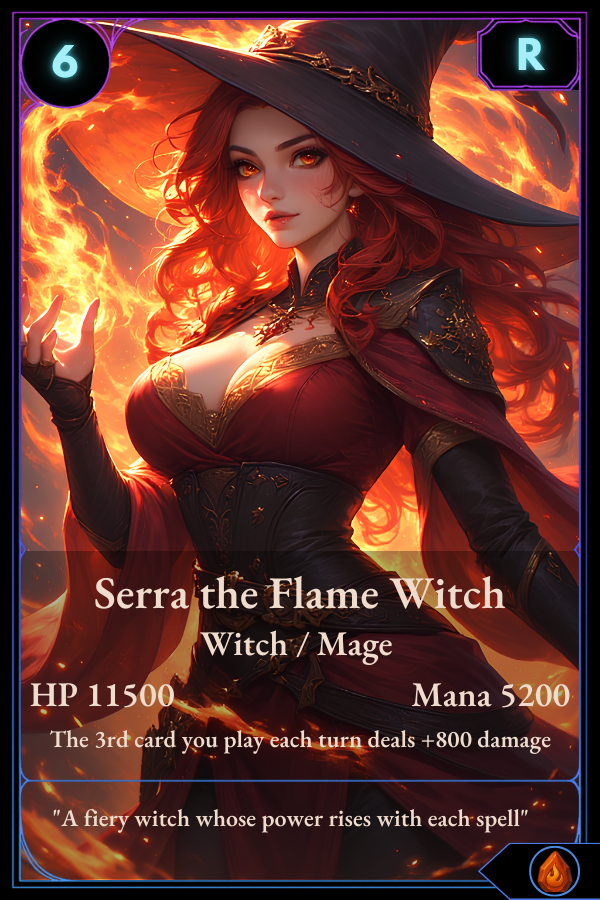 6
R
Serra the Flame Witch
Witch / Mage
HP 11500
Mana 5200
The 3rd card you play each turn deals +800 damage
"A fiery witch whose power rises with each spell"